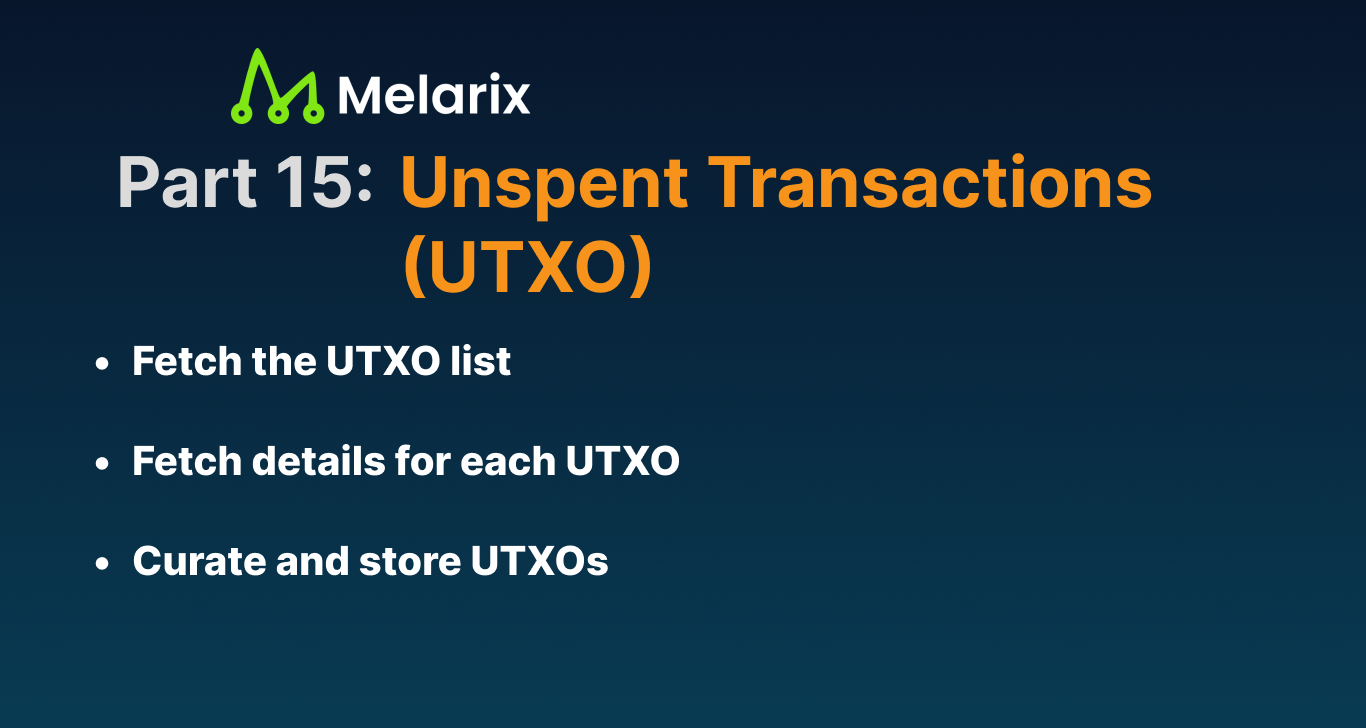 Melarix
Part 15: Unspent Transactions
(UTXO)
• Fetch the UTXO list
• Fetch details for each UTXO
• Curate and store UTXOs